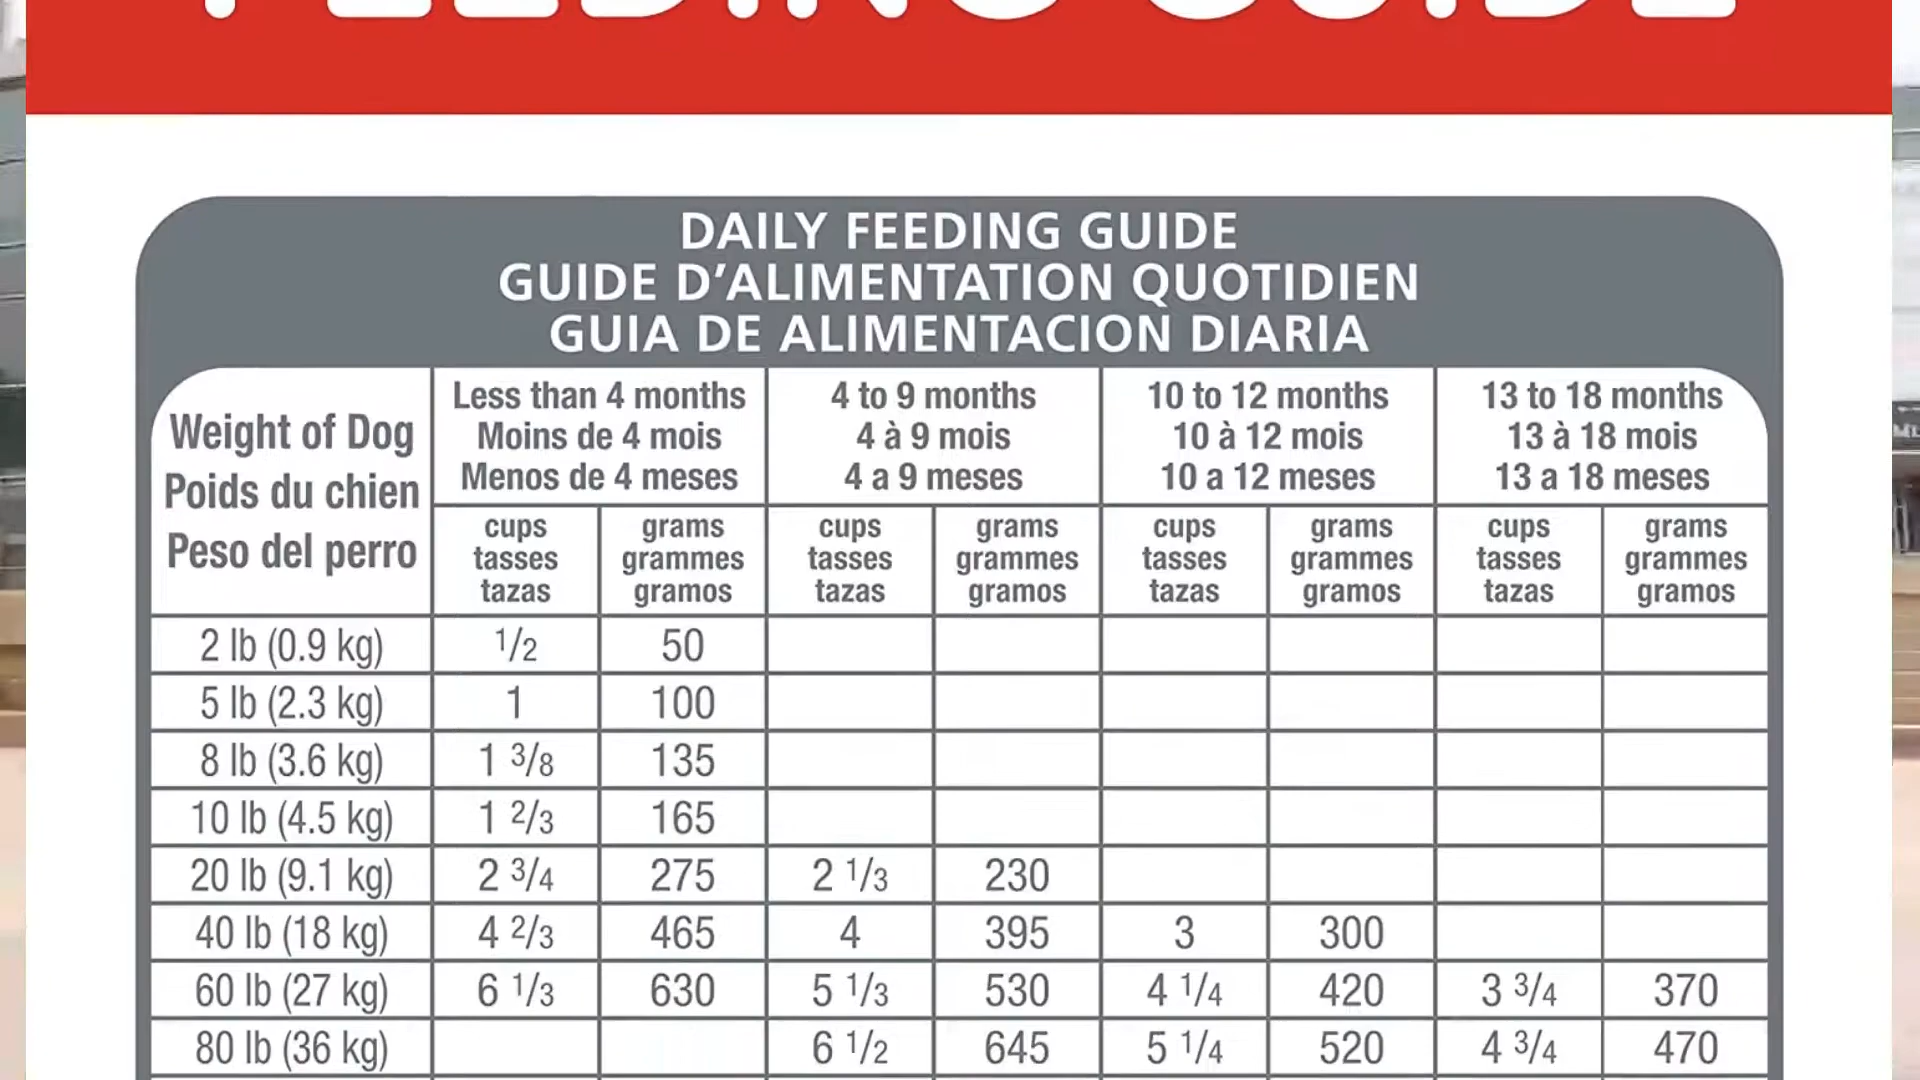 FEEDING GUIDE
DAILY FEEDING GUIDE
GUIDE D'ALIMENTATION QUOTIDIEN
GUIA DE ALIMENTACION DIARIA
Weight of Dog
Poids du chien
Peso del perro
Less than 4 months
Moins de 4 mois
Menos de 4 meses
4 to 9 months
4 à 9 mois
4 a 9 meses
10 to 12 months
10 à 12 mois
10 a 12 meses
13 to 18 months
13 à 18 mois
13 a 18 meses
cups
tasses
tazas
grams
grammes
gramos
cups
tasses
tazas
grams
grammes
gramos
cups
tasses
tazas
grams
grammes
gramos
cups
tasses
tazas
grams
grammes
gramos
2 lb (0.9 kg) 1/2 50
5 lb (2.3 kg) 1 100
8 lb (3.6 kg) 1 3/8 135
10 lb (4.5 kg) 1 2/3 165
20 lb (9.1 kg) 2 3/4 275 2 1/3 230
40 lb (18 kg) 4 2/3 465 4 395 3 300
60 lb (27 kg) 6 1/3 630 5 1/3 530 4 1/4 420 3 3/4 370
80 lb (36 kg) 6 1/2 645 5 1/4 520 4 3/4 470